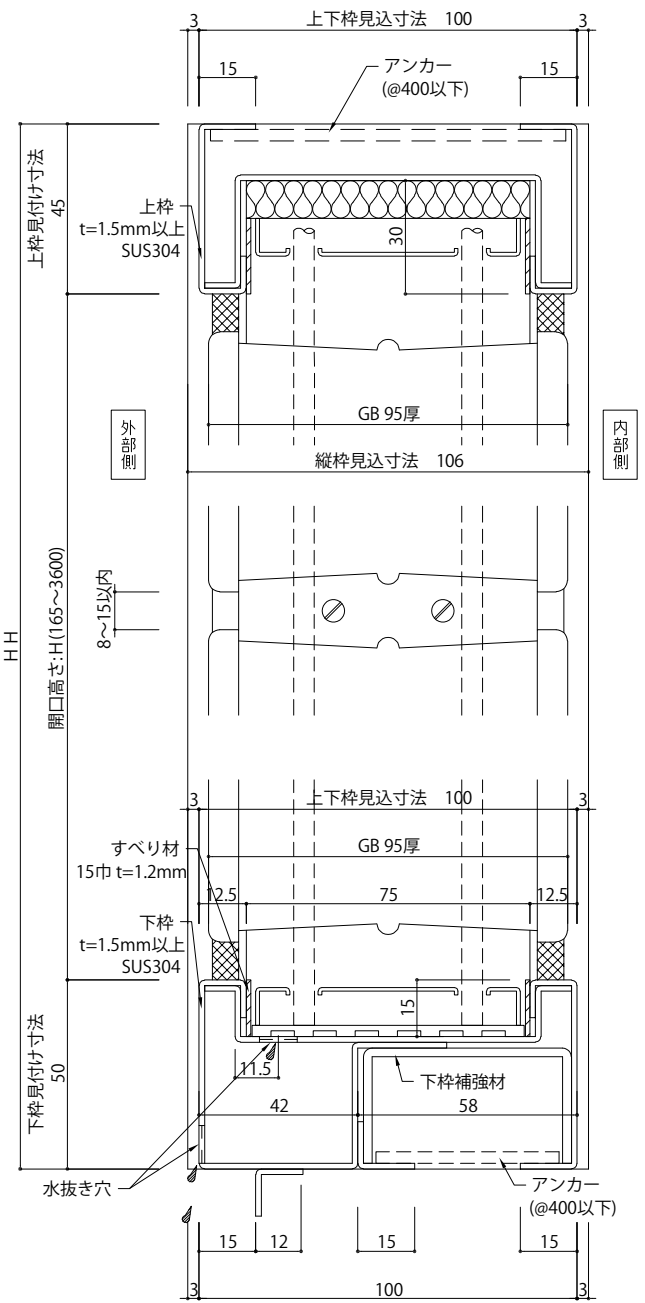 上下枠見込寸法 100
3
3
15
15
アンカー
(@400以下)
上枠見付け寸法
45
上枠
t=1.5mm以上
SUS304
30
GB 95厚
外部側
内部側
縦枠見込寸法 106
HH
開口高さ:H(165~3600)
8~15以内
3
上下枠見込寸法 100
3
すべり材
15巾 t=1.2mm
GB 95厚
12.5
75
12.5
下枠
t=1.5mm以上
SUS304
15
下枠見付け寸法
50
11.5
下枠補強材
42
58
水抜き穴
アンカー
(@400以下)
15
12
15
15
3
100
3